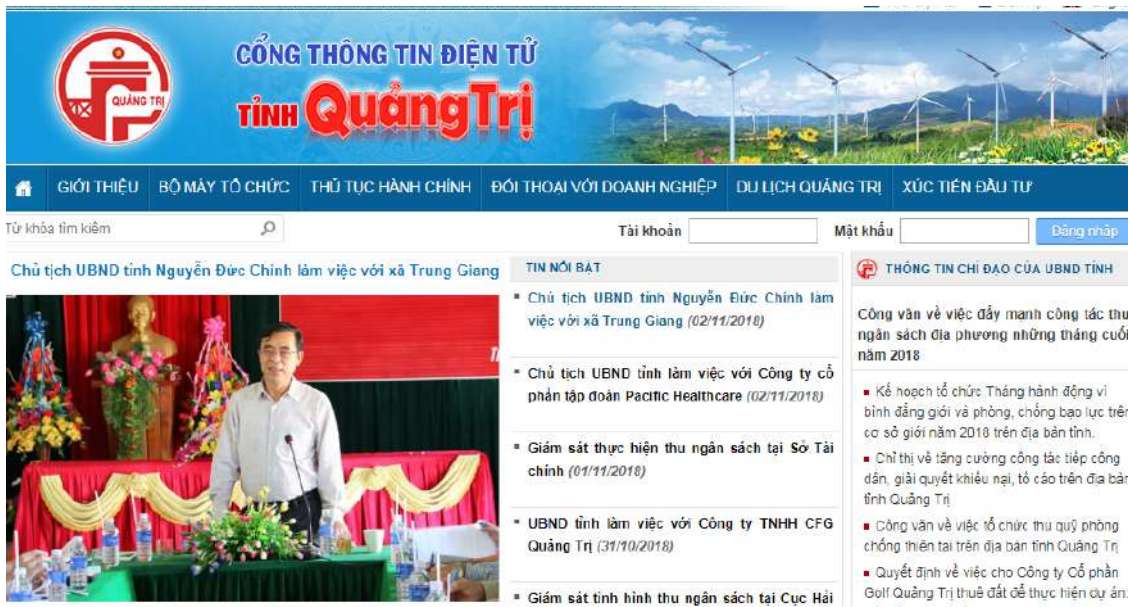 QUẢNG TRỊ
CỔNG THÔNG TIN ĐIỆN TỬ
TỈNH QuảngTrị
GIỚI THIỆU BỘ MÁY TỔ CHỨC THỦ TỤC HÀNH CHÍNH ĐỐI THOẠI VỚI DOANH NGHIỆP DU LỊCH QUẢNG TRỊ XÚC TIẾN ĐẦU TƯ
Từ khóa tìm kiếm Tài khoản Mật khẩu Đăng nhập
Chủ tịch UBND tỉnh Nguyễn Đức Chính làm việc với xã Trung Giang
TIN NỔI BẬT
Chủ tịch UBND tỉnh Nguyễn Đức Chính làm
việc với xã Trung Giang (02/11/2018)
Chủ tịch UBND tỉnh làm việc với Công ty cổ
phần tập đoàn Pacific Healthcare (02/11/2018)
Giám sát thực hiện thu ngân sách tại Sở Tài
chính (01/11/2018)
UBND tỉnh làm việc với Công ty TNHH CFG
Quảng Trị (31/10/2018)
Giám sát tình hình thu ngân sách tại Cục Hải
THÔNG TIN CHỈ ĐẠO CỦA UBND TỈNH
Công văn về việc đẩy mạnh công tác thu
ngân sách địa phương những tháng cuối
năm 2018
Kế hoạch tổ chức Tháng hành động vì
bình đẳng giới và phòng, chống bạo lực trên
cơ sở giới năm 2018 trên địa bàn tỉnh.
Chỉ thị về tăng cường công tác tiếp công
dân, giải quyết khiếu nại, tố cáo trên địa bàn
tỉnh Quảng Trị
Công văn về việc tổ chức thu quỹ phòng
chống thiên tai trên địa bàn tỉnh Quảng Trị
Quyết định về việc cho Công ty Cổ phần
Golf Quảng Trị thuê đất để thực hiện dự án: